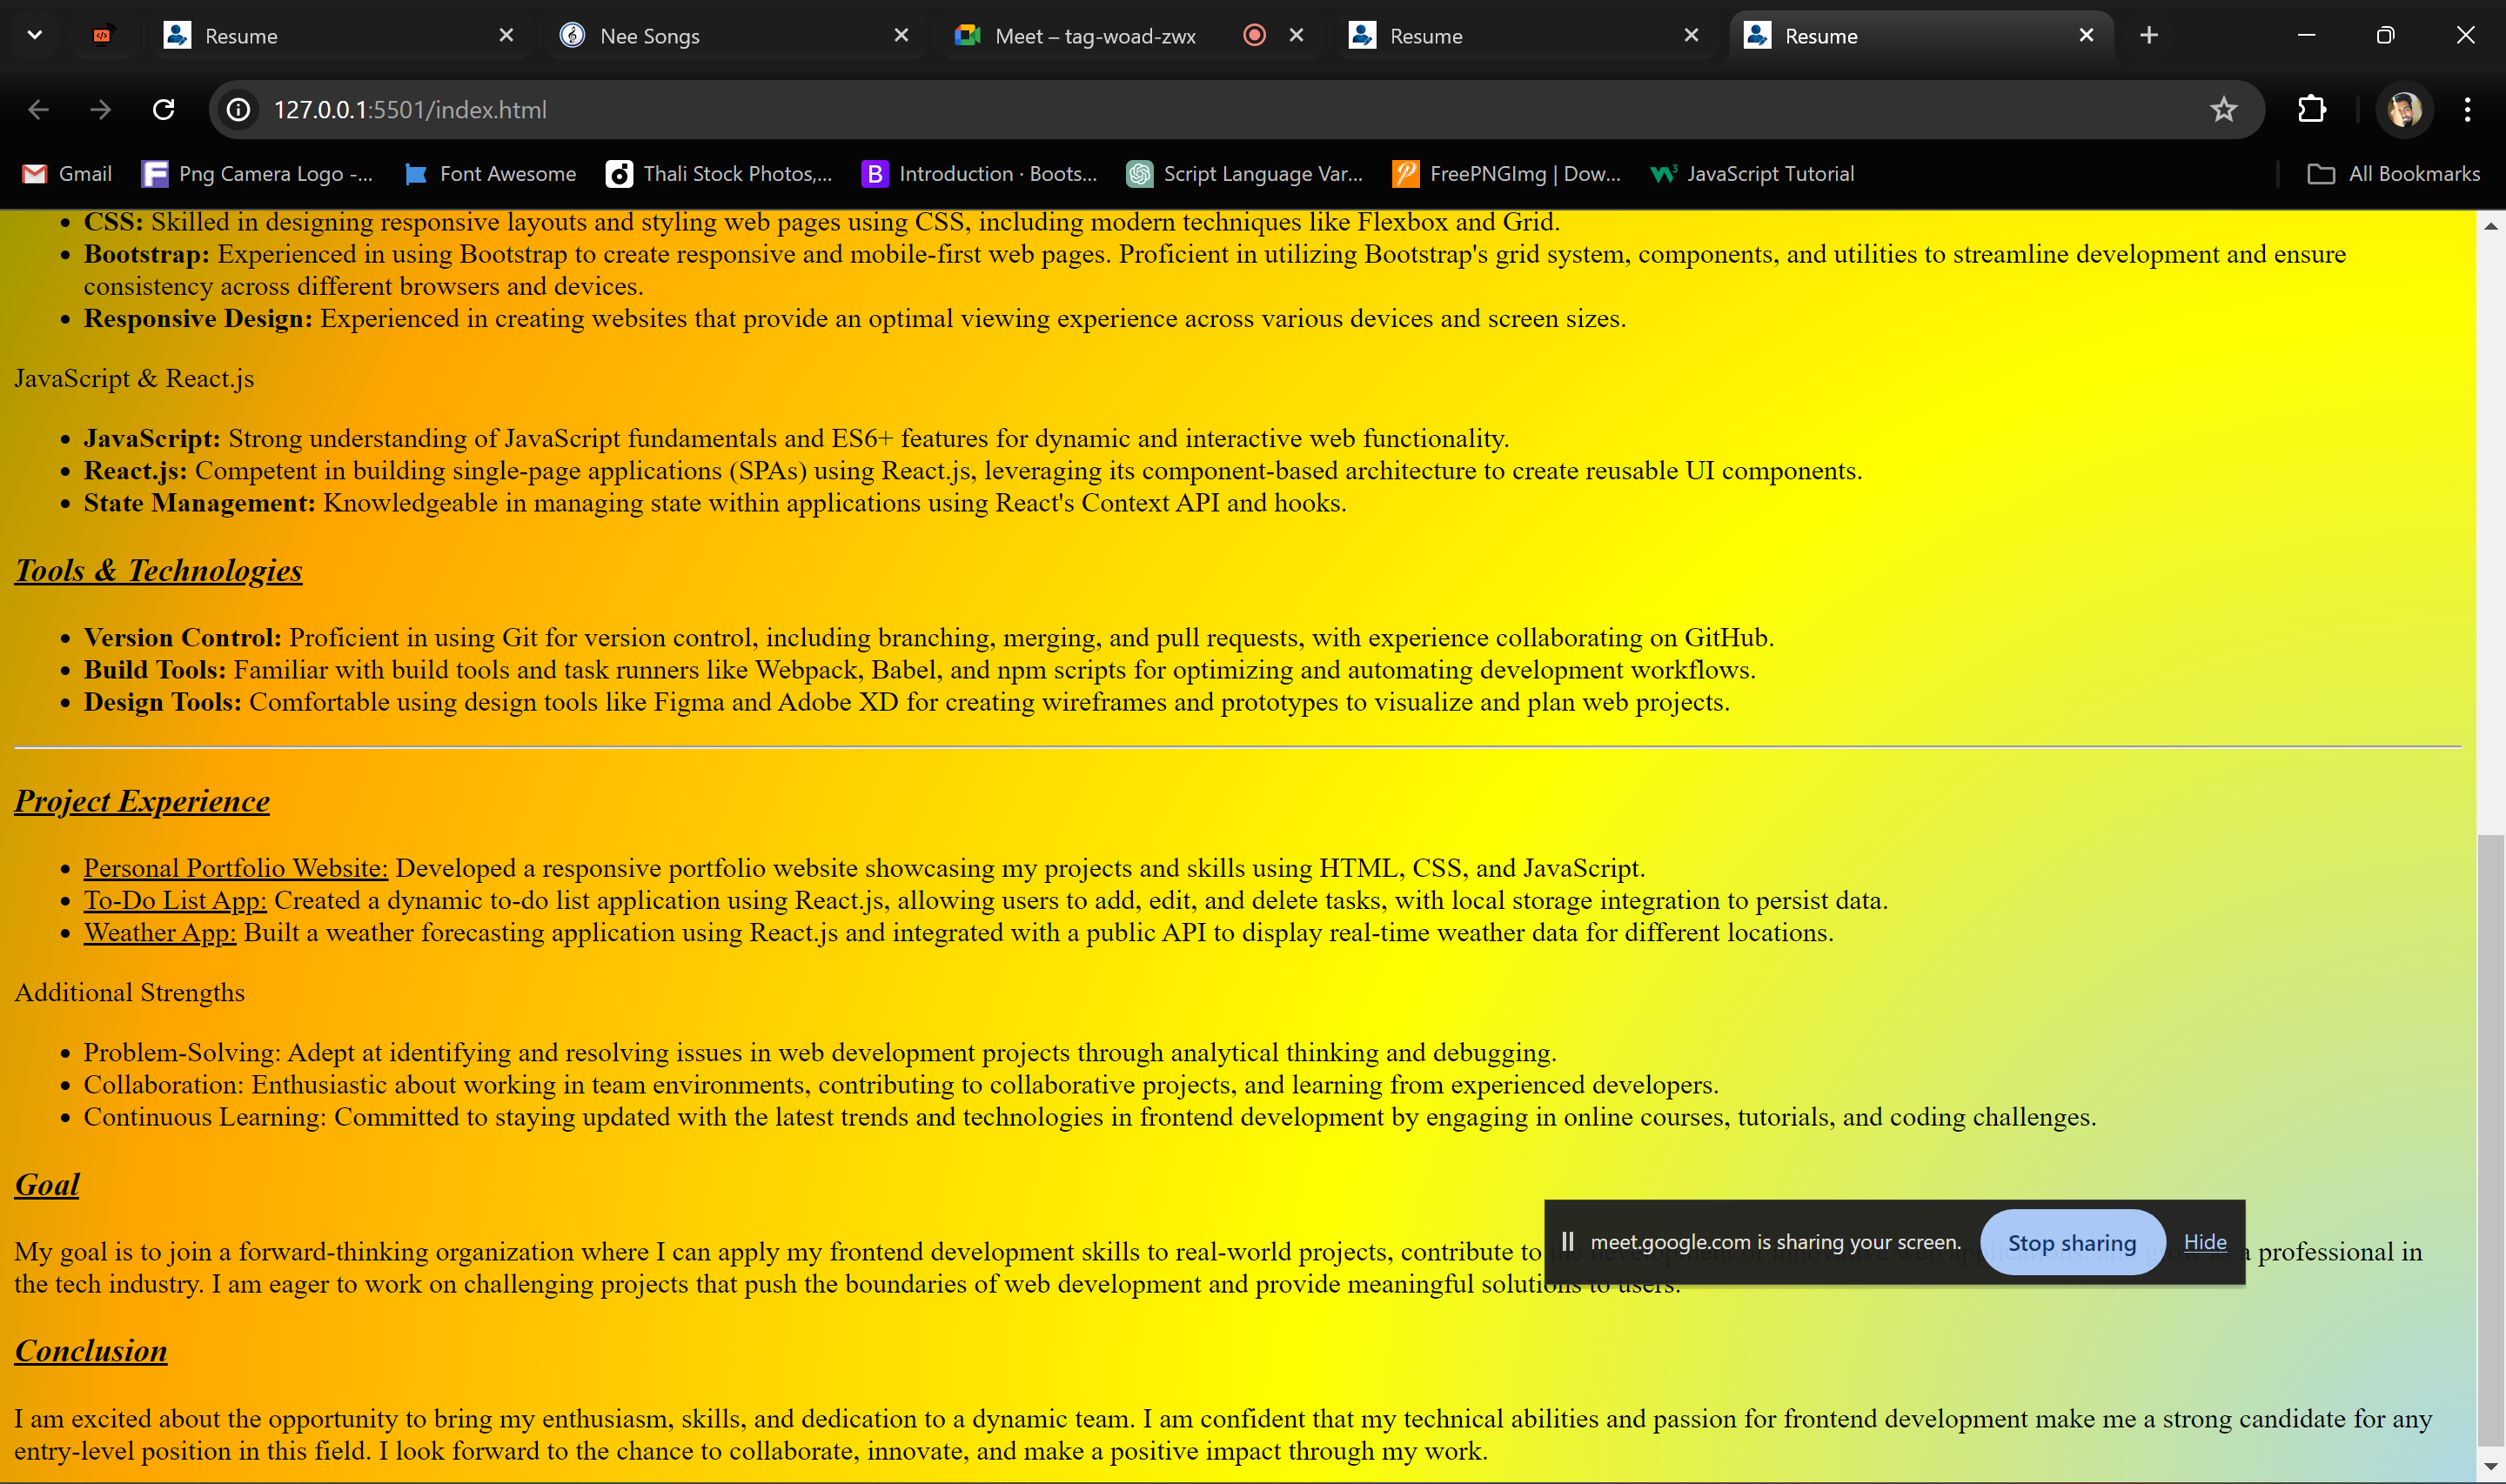 Resume
Nee Songs
Meet – tag-woad-zwx
Resume
Resume
127.0.0.1:5501/index.html
Gmail
Png Camera Logo -...
Font Awesome
Thali Stock Photos,...
Introduction · Boots...
Script Language Var...
FreePNGImg | Dow...
JavaScript Tutorial
All Bookmarks
• CSS: Skilled in designing responsive layouts and styling web pages using CSS, including modern techniques like Flexbox and Grid.
• Bootstrap: Experienced in using Bootstrap to create responsive and mobile-first web pages. Proficient in utilizing Bootstrap's grid system, components, and utilities to streamline development and ensure
consistency across different browsers and devices.
• Responsive Design: Experienced in creating websites that provide an optimal viewing experience across various devices and screen sizes.
JavaScript & React.js
• JavaScript: Strong understanding of JavaScript fundamentals and ES6+ features for dynamic and interactive web functionality.
• React.js: Competent in building single-page applications (SPAs) using React.js, leveraging its component-based architecture to create reusable UI components.
• State Management: Knowledgeable in managing state within applications using React's Context API and hooks.
Tools & Technologies
• Version Control: Proficient in using Git for version control, including branching, merging, and pull requests, with experience collaborating on GitHub.
• Build Tools: Familiar with build tools and task runners like Webpack, Babel, and npm scripts for optimizing and automating development workflows.
• Design Tools: Comfortable using design tools like Figma and Adobe XD for creating wireframes and prototypes to visualize and plan web projects.
Project Experience
• Personal Portfolio Website: Developed a responsive portfolio website showcasing my projects and skills using HTML, CSS, and JavaScript.
• To-Do List App: Created a dynamic to-do list application using React.js, allowing users to add, edit, and delete tasks, with local storage integration to persist data.
• Weather App: Built a weather forecasting application using React.js and integrated with a public API to display real-time weather data for different locations.
Additional Strengths
• Problem-Solving: Adept at identifying and resolving issues in web development projects through analytical thinking and debugging.
• Collaboration: Enthusiastic about working in team environments, contributing to collaborative projects, and learning from experienced developers.
• Continuous Learning: Committed to staying updated with the latest trends and technologies in frontend development by engaging in online courses, tutorials, and coding challenges.
Goal
My goal is to join a forward-thinking organization where I can apply my frontend development skills to real-world projects, contribute to a professional in
meet.google.com is sharing your screen.
Stop sharing
Hide
the tech industry. I am eager to work on challenging projects that push the boundaries of web development and provide meaningful solutions to users.
Conclusion
I am excited about the opportunity to bring my enthusiasm, skills, and dedication to a dynamic team. I am confident that my technical abilities and passion for frontend development make me a strong candidate for any
entry-level position in this field. I look forward to the chance to collaborate, innovate, and make a positive impact through my work.